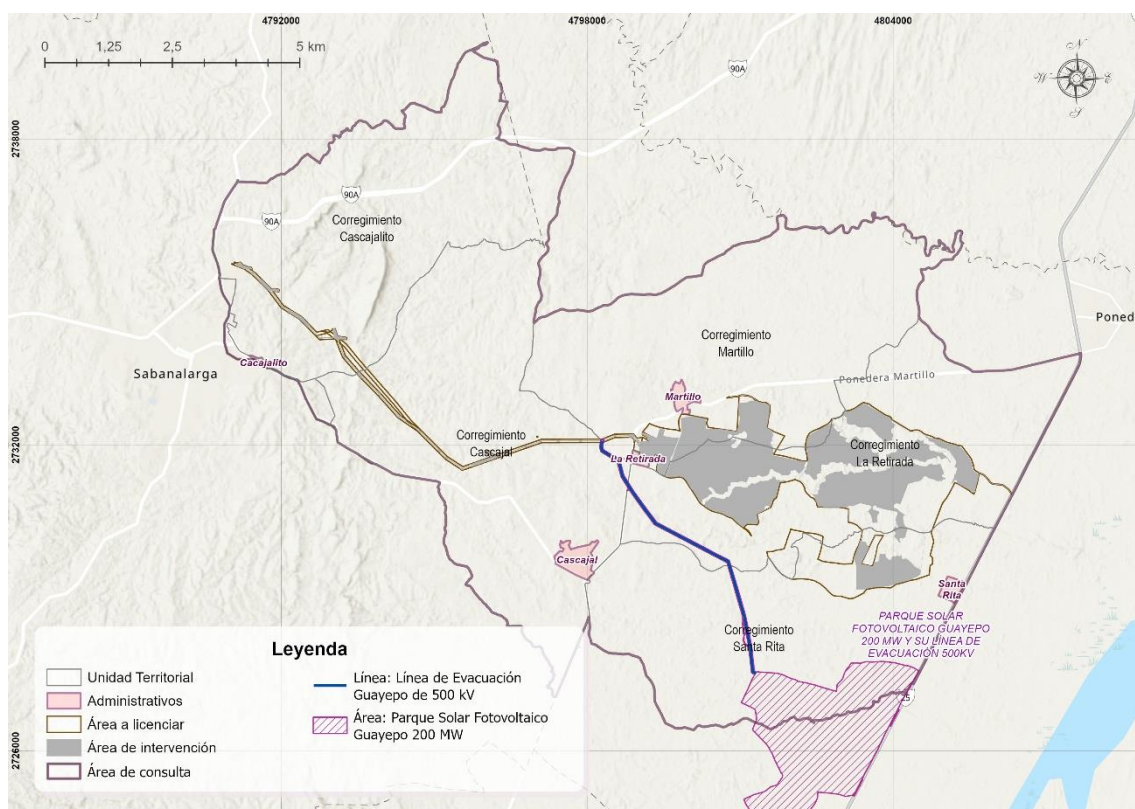 4792000
4798000
4804000
0 1,25 2,5 5 km
N
W E
S
90A
2738000
90A
90A
Corregimiento
Cascajalito
Corregimiento
Martillo
Poned
Cacajalito
Sabanalarga
Ponedera Martillo
Martillo
2732000
Corregimiento
Cascajal
Corregimiento
La Retirada
La Retirada
Cascajal
Santa
Rita
PARQUE SOLAR
FOTOVOLTAICO GUAYEPO
200 MW Y SU LÍNEA DE
EVACUACIÓN 500KV
Corregimiento
Santa Rita
25
2726000
Leyenda
Unidad Territorial
Administrativos
Área a licenciar
Área de intervención
Área de consulta
Línea: Línea de Evacuación
Guayepo de 500 kV
Área: Parque Solar Fotovoltaico
Guayepo 200 MW